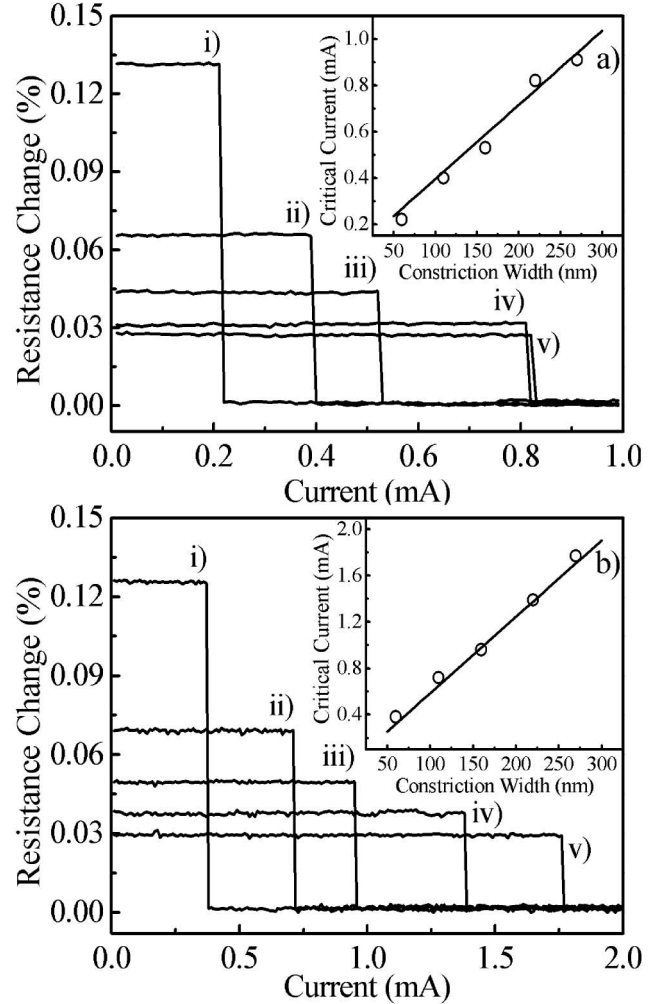 0.15
0.12
0.09
0.06
0.03
0.00
Resistance Change (%)
i)
ii)
iii)
iv)
v)
0.0 0.2 0.4 0.6 0.8 1.0
Current (mA)
a)
1.0
0.8
0.6
0.4
0.2
Critical Current (mA)
50 100 150 200 250 300
Constriction Width (nm)
0.15
0.12
0.09
0.06
0.03
0.00
Resistance Change (%)
i)
ii)
iii)
iv)
v)
0.0 0.5 1.0 1.5 2.0
Current (mA)
b)
2.0
1.6
1.2
0.8
0.4
Critical Current (mA)
50 100 150 200 250 300
Constriction Width (nm)